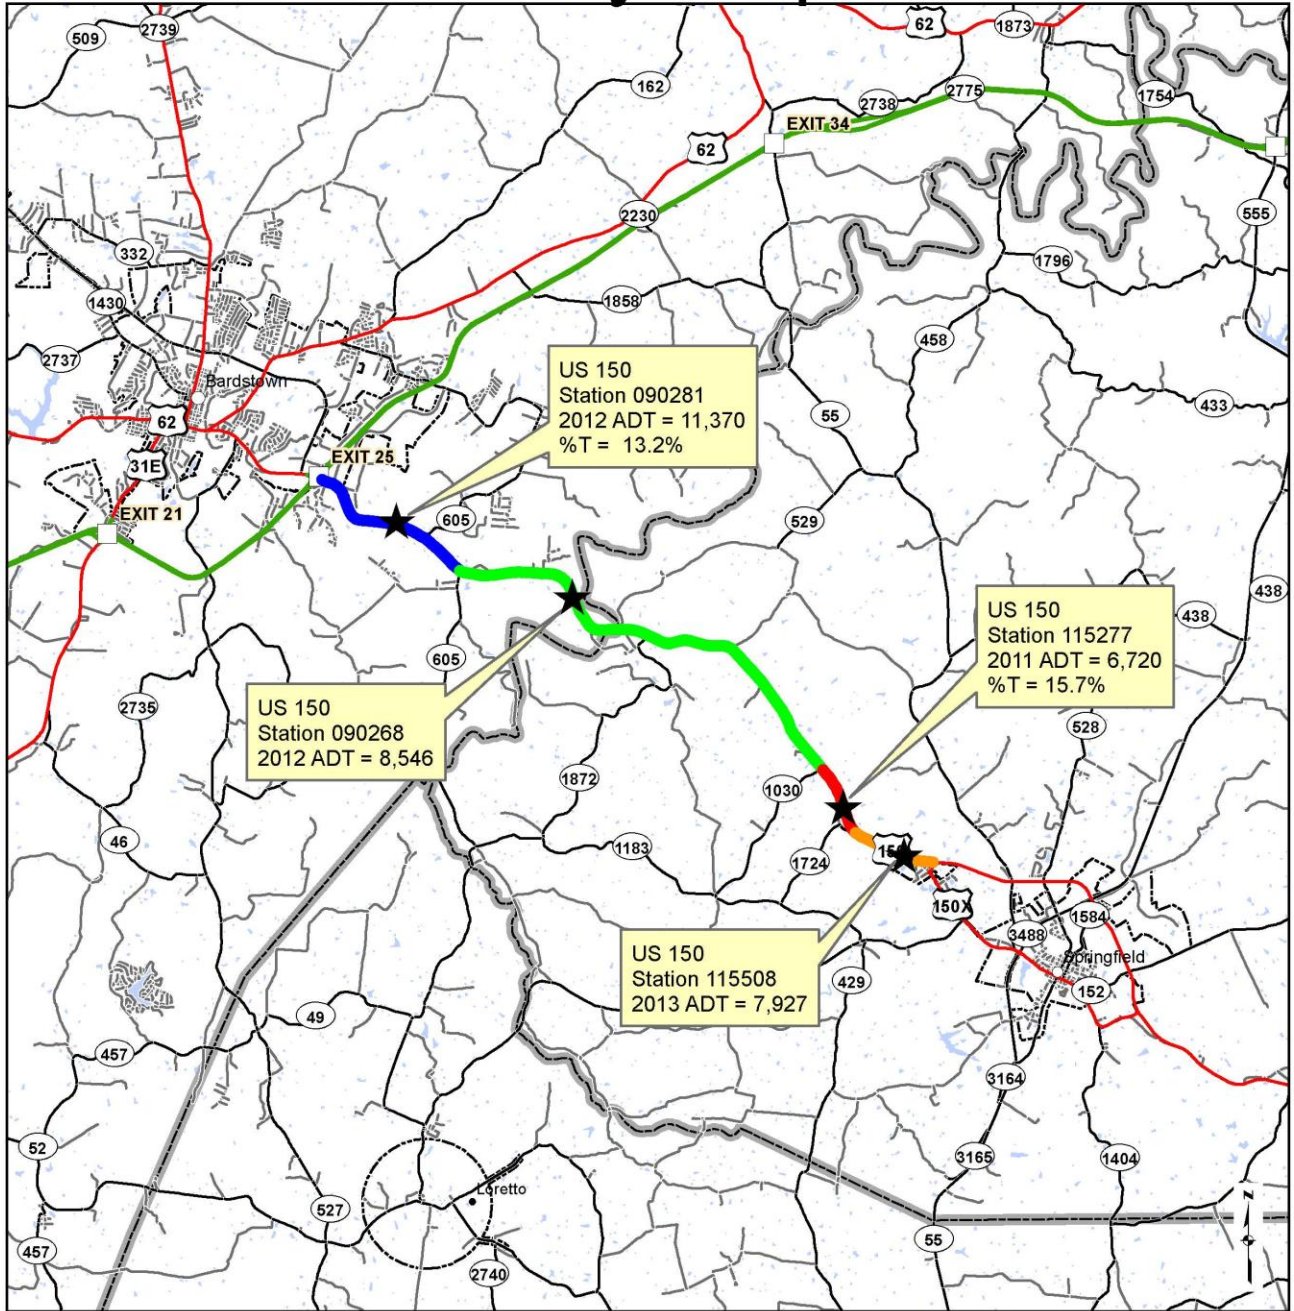 509
2739
62
1873
162
2738
2775
1754
EXIT 34
62
2230
555
332
1796
1430
1858
458
2737
Bardstown
US 150
Station 090281
2012 ADT = 11,370
%T = 13.2%
55
433
62
31E
EXIT 25
EXIT 21
605
529
438
US 150
Station 115277
2011 ADT = 6,720
%T = 15.7%
438
605
2735
US 150
Station 090268
2012 ADT = 8,546
528
1872
1030
46
1183
1724
150X
1584
3488
Springfield
US 150
Station 115508
2013 ADT = 7,927
429
152
49
457
3164
52
3165
1404
Loretto
527
N
457
55
2740